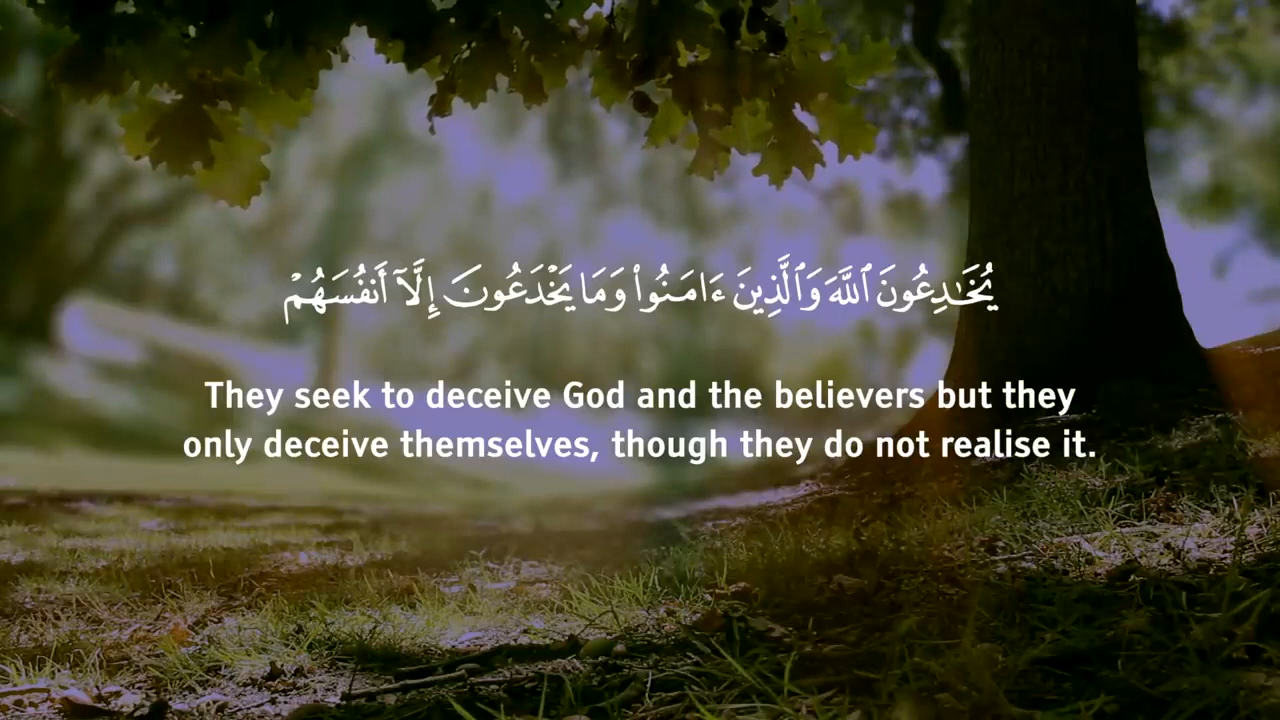 يُخَـٰدِعُونَ ٱللَّهَ وَٱلَّذِينَ ءَامَنُوا۟ وَمَا يَخْدَعُونَ إِلَّآ أَنفُسَهُمْ
They seek to deceive God and the believers but they
only deceive themselves, though they do not realise it.